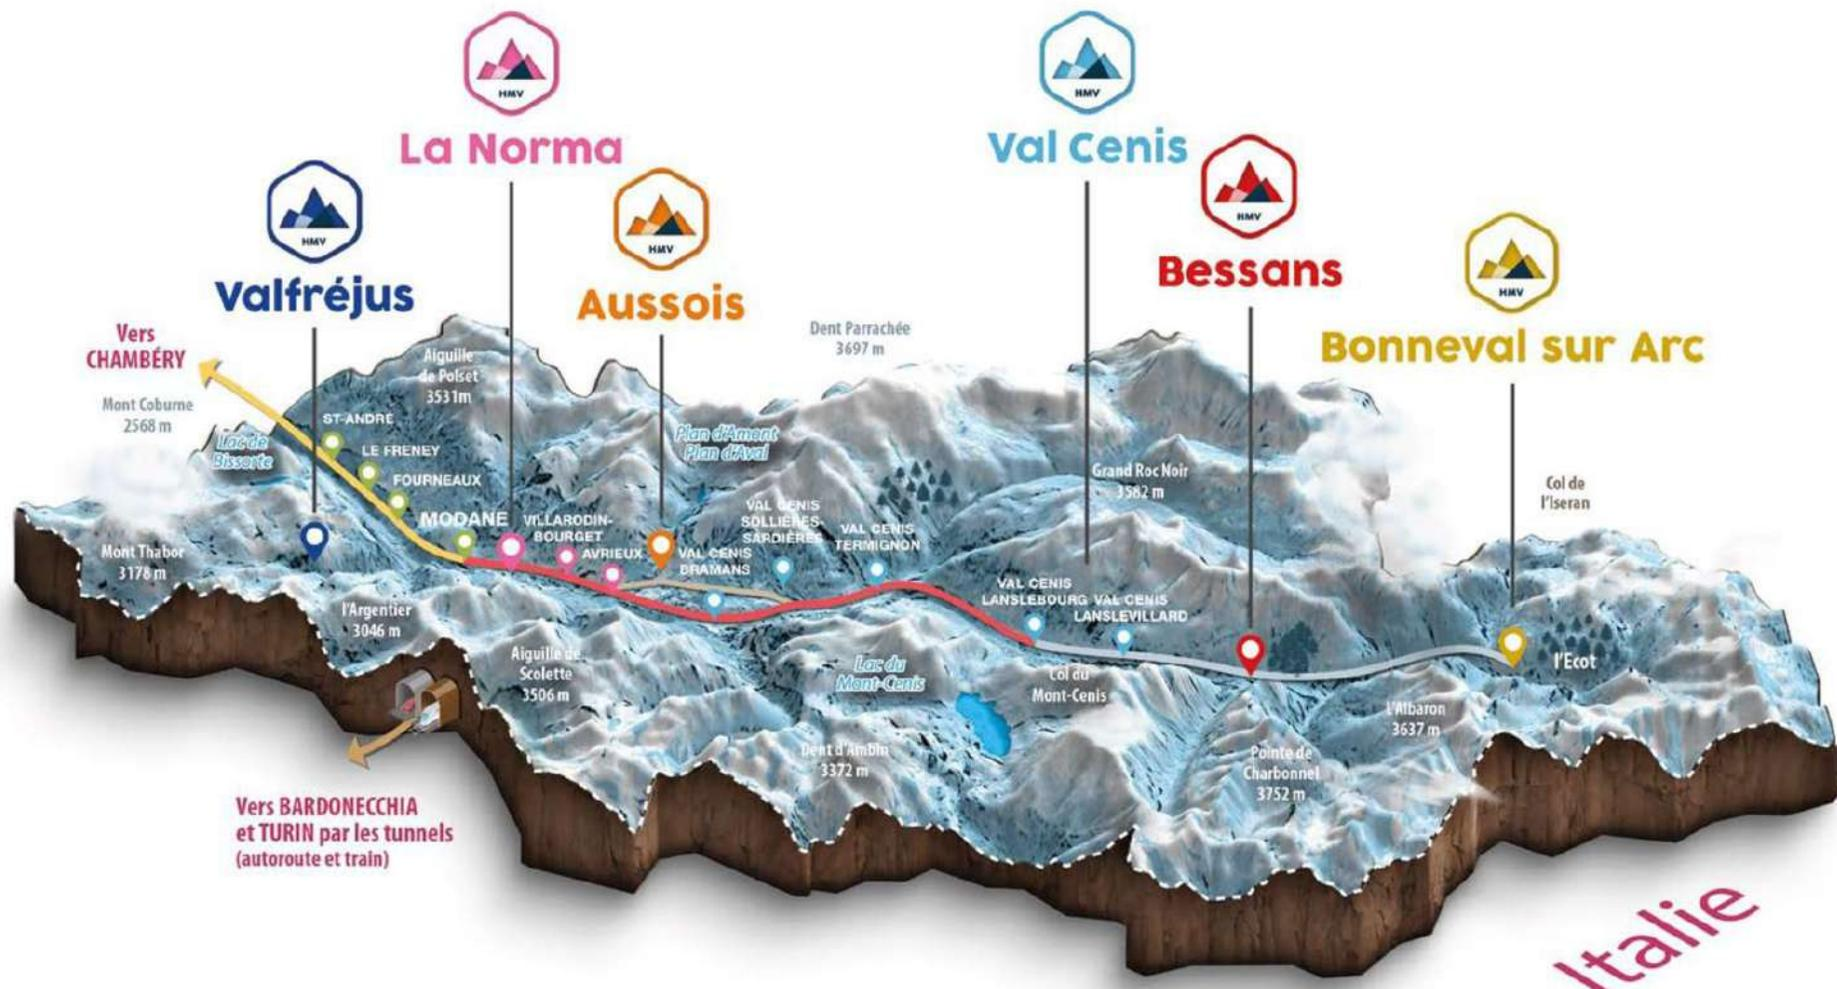 HMV
La Norma
HMV
Val Cenis
HMV
Valfréjus
HMV
Aussois
HMV
Bessans
HMV
Bonneval sur Arc
Vers
CHAMBÉRY
Mont Coburne
2568 m
Lac de
Bissorte
Aiguille
de Polset
3531m
Dent Parrachée
3697 m
ST-ANDRÉ
LE FRENEY
FOURNEAUX
MODANE
VILLARODIN-
BOURGET
AVRIEUX
Plan d'Amont
Plan d'Aval
VAL CENIS
BRAMANS
VAL CENIS
SOLLIÈRES-
SARDIÈRES
VAL CENIS
TERMIGNON
Grand Roc Noir
3582 m
Col de
l'Iseran
VAL CENIS
LANSLEBOURG
VAL CENIS
LANSLEVILLARD
l'Ecot
Mont Thabor
3178 m
l'Argentier
3046 m
Aiguille de
Scolette
3506 m
Lac du
Mont-Cenis
Col du
Mont-Cenis
Dent d'Ambin
3372 m
Pointe de
Charbonnel
3752 m
L'Albaron
3637 m
Vers BARDONECCHIA
et TURIN par les tunnels
(autoroute et train)
Italie